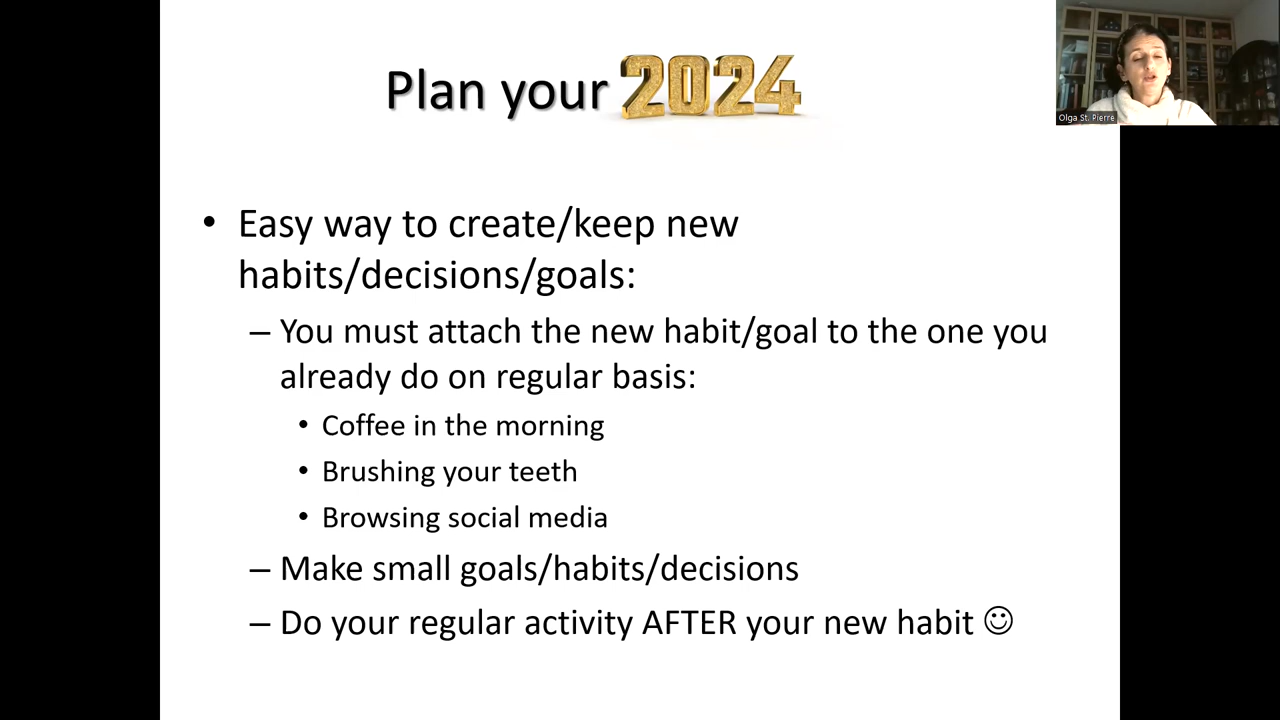 Plan your 2024
Olga St. Pierre
• Easy way to create/keep new
habits/decisions/goals:
– You must attach the new habit/goal to the one you
already do on regular basis:
• Coffee in the morning
• Brushing your teeth
• Browsing social media
– Make small goals/habits/decisions
– Do your regular activity AFTER your new habit ☺